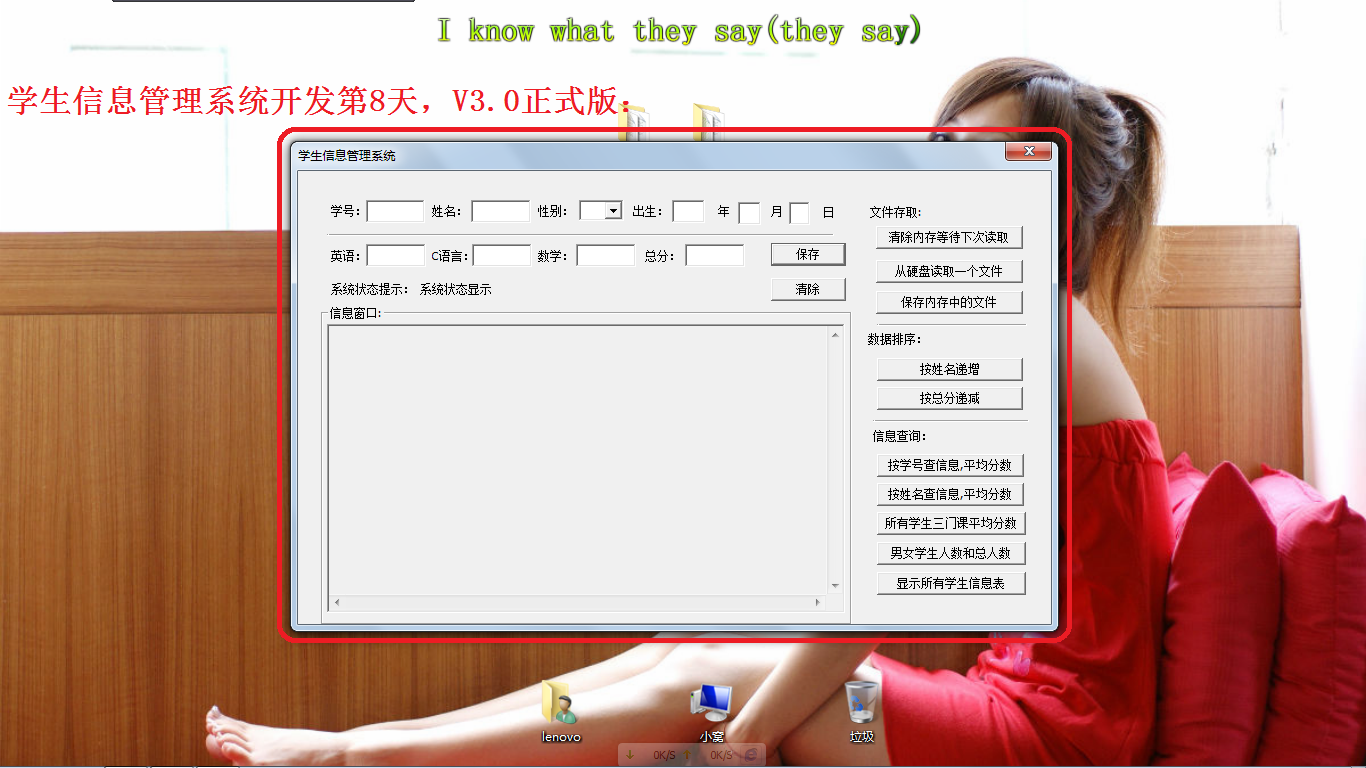 I know what they say(they say)
学生信息管理系统开发第8天，V3.0正式版：
学生信息管理系统
学号： 姓名： 性别： 出生： 年 月 日
英语： C语言： 数学： 总分： 保存
系统状态提示： 系统状态显示 清除
信息窗口：
文件存取：
清除内存等待下次读取
从硬盘读取一个文件
保存内存中的文件
数据排序：
按姓名递增
按总分递减
信息查询：
按学号查信息,平均分数
按姓名查信息,平均分数
所有学生三门课平均分数
男女学生人数和总人数
显示所有学生信息表
lenovo 小窝 垃圾
0K/S 0K/S